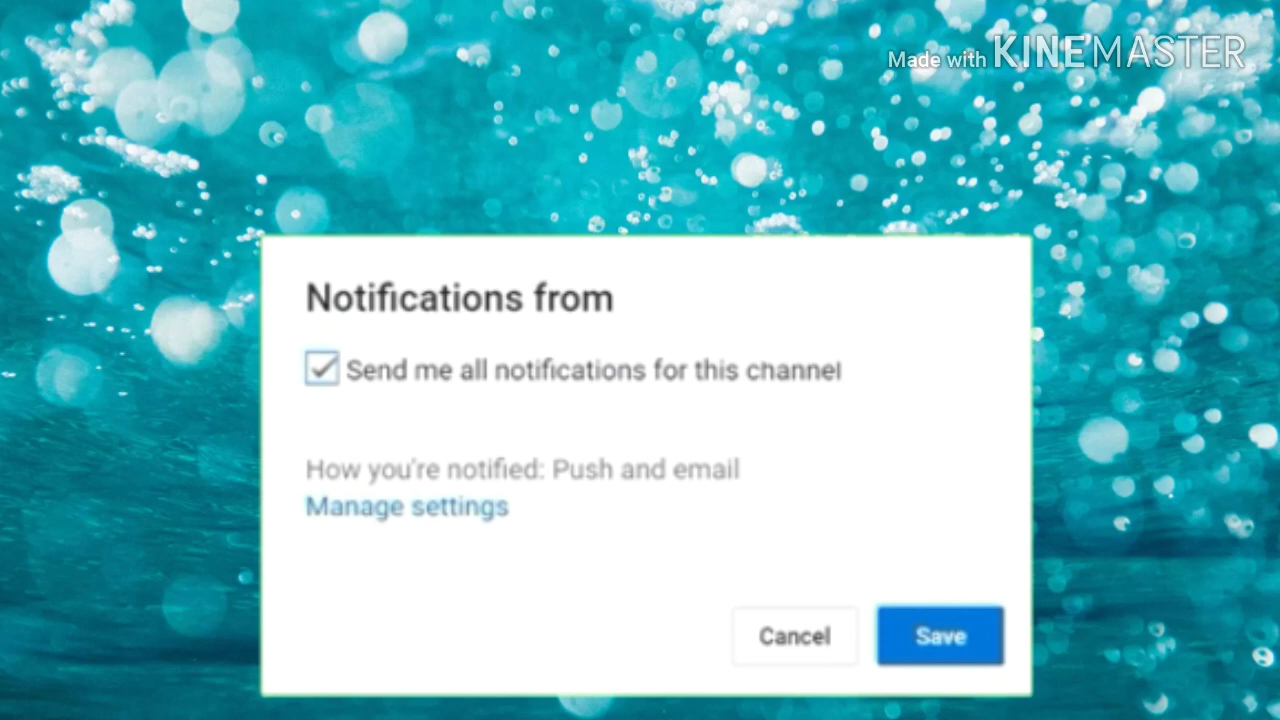 Made with KINEMASTER
Notifications from
Send me all notifications for this channel
How you're notified: Push and email
Manage settings
Cancel
Save